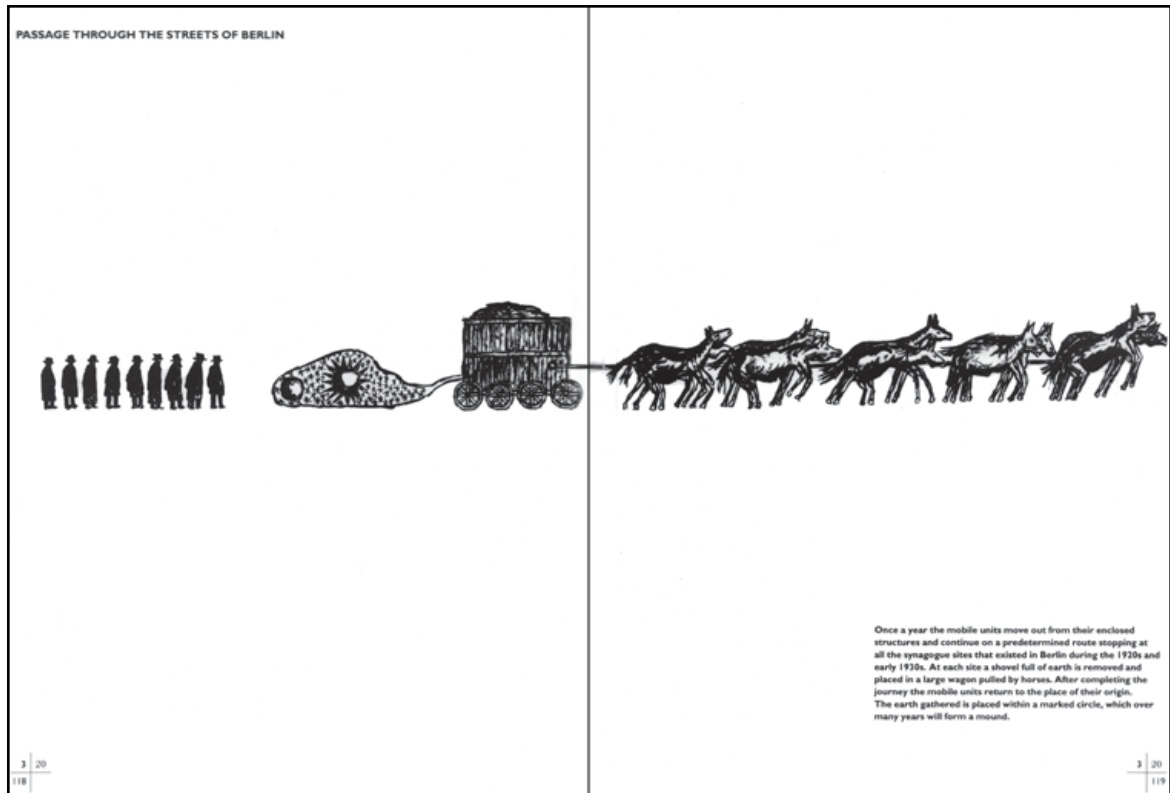 PASSAGE THROUGH THE STREETS OF BERLIN
Once a year the mobile units move out from their enclosed
structures and continue on a predetermined route stopping at
all the synagogue sites that existed in Berlin during the 1920s and
early 1930s. At each site a shovel full of earth is removed and
placed in a large wagon pulled by horses. After completing the
journey the mobile units return to the place of their origin.
The earth gathered is placed within a marked circle, which over
many years will form a mound.
3 20
118
3 20
119